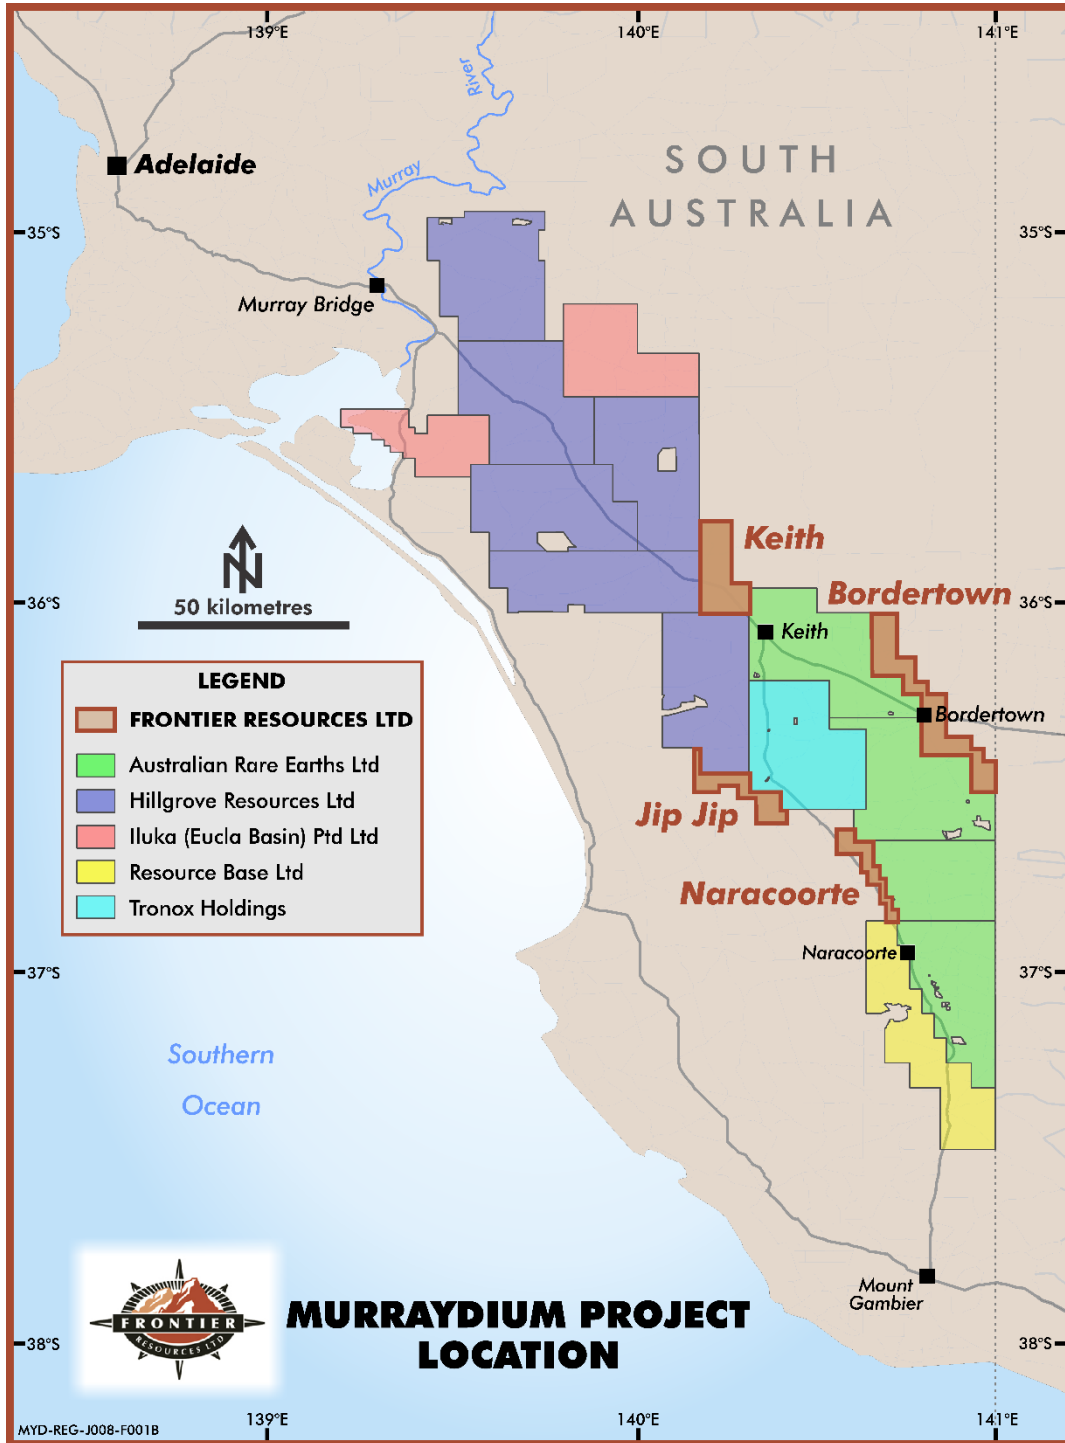 139°E
140°E
141°E
River
Murray
Adelaide
SOUTH
AUSTRALIA
35°S
35°S
Murray Bridge
Keith
N
50 kilometres
36°S
36°S
Bordertown
Keith
Bordertown
LEGEND
FRONTIER RESOURCES LTD
Australian Rare Earths Ltd
Hillgrove Resources Ltd
Iluka (Eucla Basin) Ptd Ltd
Resource Base Ltd
Tronox Holdings
Jip Jip
Naracoorte
Naracoorte
37°S
37°S
Southern
Ocean
Mount
Gambier
FRONTIER
RESOURCES LTD
MURRAYDIUM PROJECT
LOCATION
38°S
38°S
139°E
140°E
141°E
MYD-REG-J008-F001B